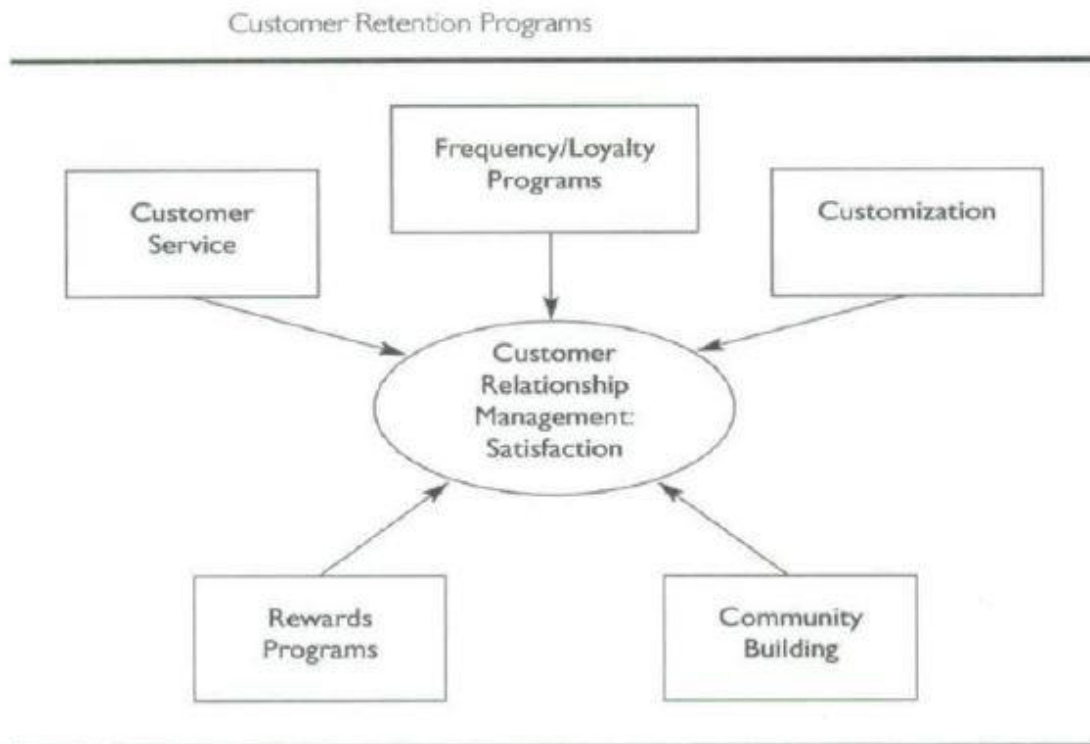 Customer Retention Programs
Frequency/Loyalty
Programs
Customer
Service
Customization
Customer
Relationship
Management:
Satisfaction
Rewards
Programs
Community
Building